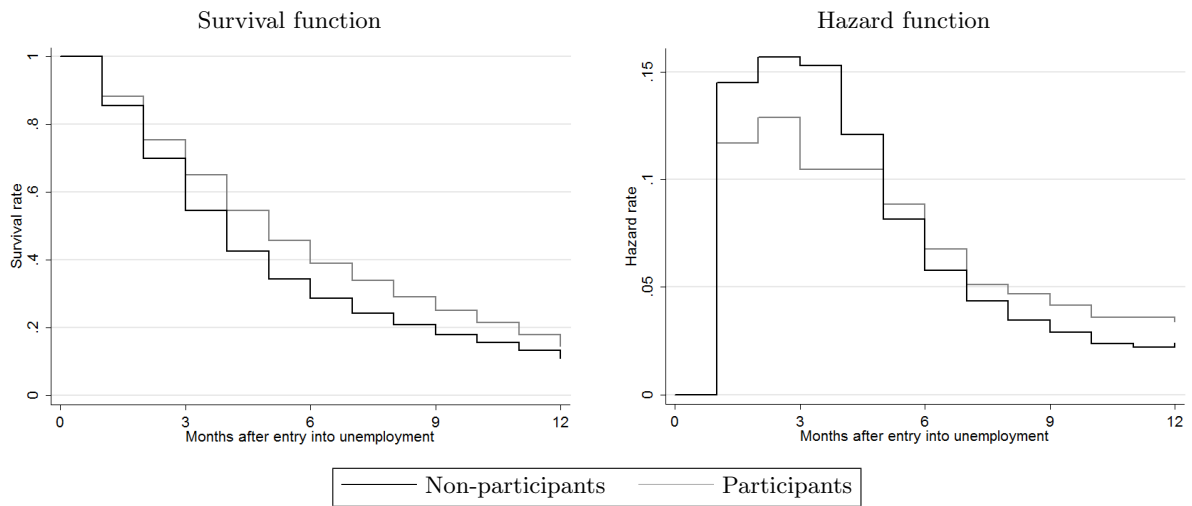 Survival function
Survival rate
1
.8
.6
.4
.2
0
0 3 6 9 12
Months after entry into unemployment
Hazard function
Hazard rate
.15
.1
.05
0
0 3 6 9 12
Months after entry into unemployment
Non-participants Participants